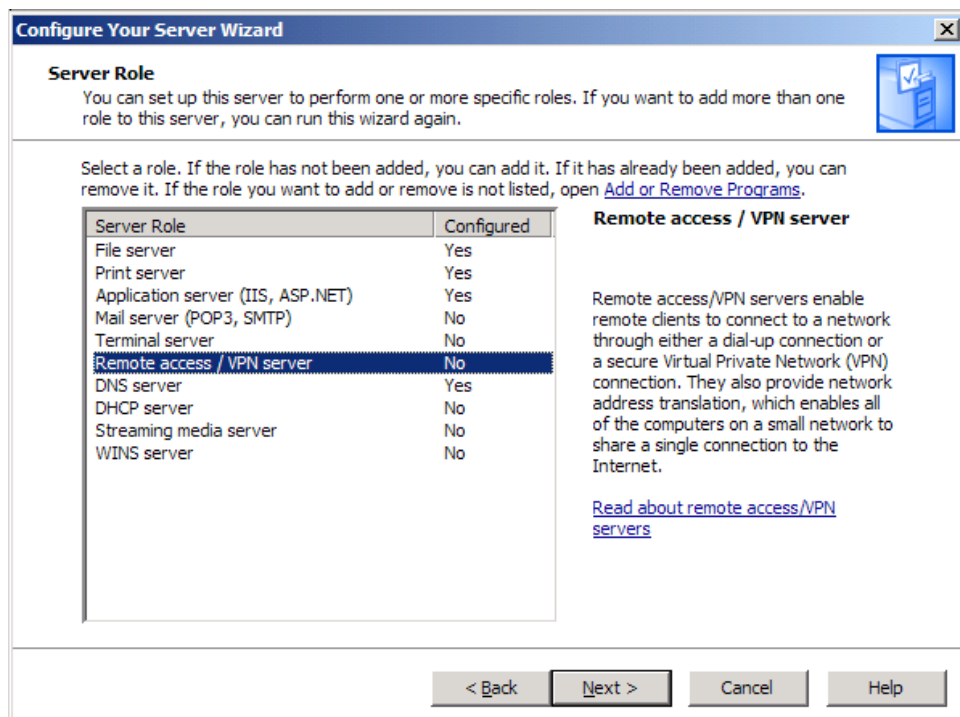 Configure Your Server Wizard
Server Role
You can set up this server to perform one or more specific roles. If you want to add more than one
role to this server, you can run this wizard again.
Select a role. If the role has not been added, you can add it. If it has already been added, you can
remove it. If the role you want to add or remove is not listed, open Add or Remove Programs.
Server Role Configured
File server Yes
Print server Yes
Application server (IIS, ASP.NET) Yes
Mail server (POP3, SMTP) No
Terminal server No
Remote access / VPN server No
DNS server Yes
DHCP server No
Streaming media server No
WINS server No
Remote access / VPN server
Remote access/VPN servers enable
remote clients to connect to a network
through either a dial-up connection or
a secure Virtual Private Network (VPN)
connection. They also provide network
address translation, which enables all
of the computers on a small network to
share a single connection to the
Internet.
Read about remote access/VPN
servers
< Back Next > Cancel Help